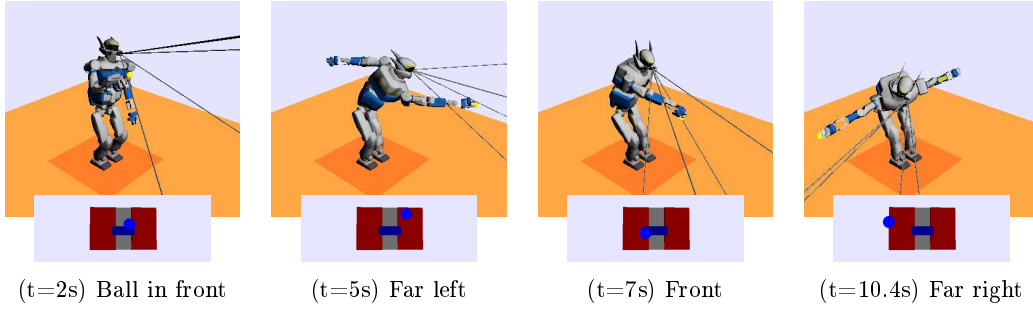 (t=2s) Ball in front
(t=5s) Far left
(t=7s) Front
(t=10.4s) Far right